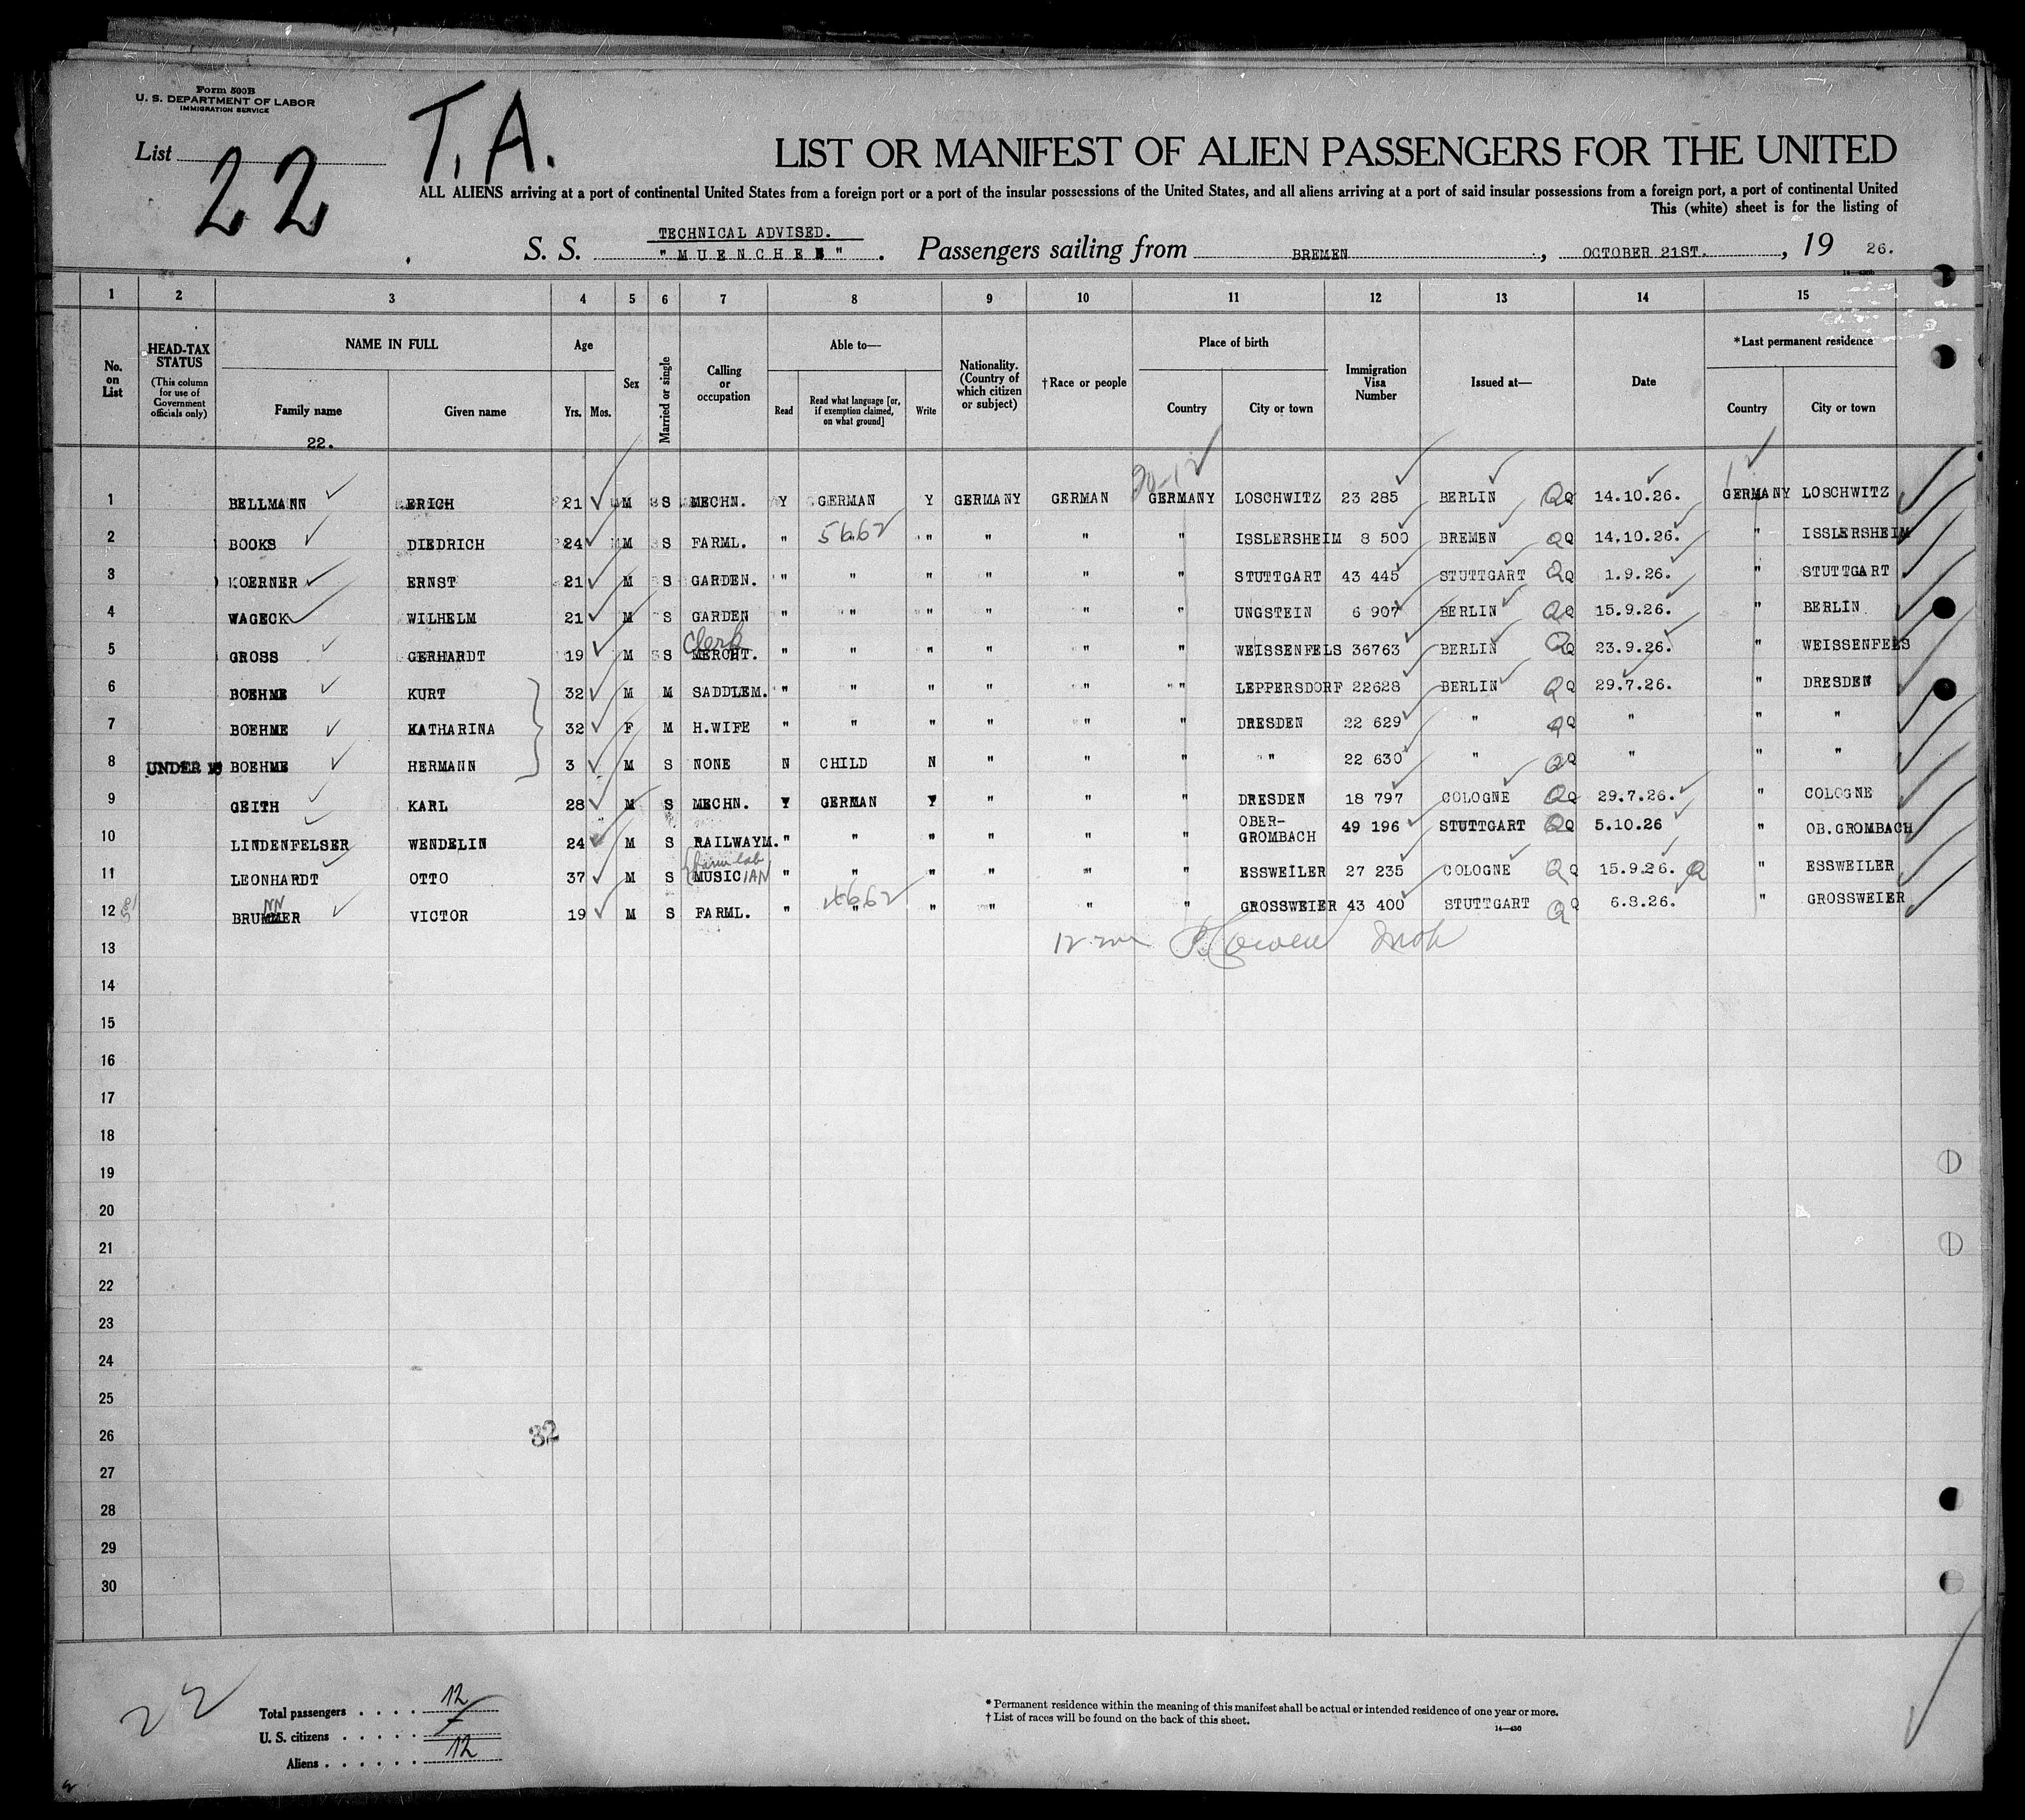 Form 500B
U. S. DEPARTMENT OF LABOR
IMMIGRATION SERVICE
List 22
T. A.
LIST OR MANIFEST OF ALIEN PASSENGERS FOR THE UNITED
ALL ALIENS arriving at a port of continental United States from a foreign port or a port of the insular possessions of the United States, and all aliens arriving at a port of said insular possessions from a foreign port, a port of continental United
This (white) sheet is for the listing of
TECHNICAL ADVISED.
S. S. "MUENCHEN". Passengers sailing from BREMEN, OCTOBER 21ST., 19 26.
1 2 3 4 5 6 7 8 9 10 11 12 13 14 15
No. on List
HEAD-TAX STATUS (This column for use of Government officials only)
NAME IN FULL
Family name
Given name
Age
Yrs. Mos.
Sex
Married or single
Calling or occupation
Able to—
Read
Read what language [or, if exemption claimed, on what ground]
Write
Nationality. (Country of which citizen or subject)
†Race or people
Place of birth
Country
City or town
Immigration Visa Number
Issued at—
Date
*Last permanent residence
Country
City or town
22.
1 BELLMANN ERICH 21 M S MECHN. Y GERMAN Y GERMANY GERMAN GERMANY LOSCHWITZ 23 285 BERLIN QQ 14.10.26. GERMANY LOSCHWITZ
2 BOOKS DIEDRICH 24 M S FARML. " 5662 " " " " ISSLERSHEIM 8 500 BREMEN QQ 14.10.26. " ISSLERSHEIM
3 KOERNER ERNST 21 M S GARDEN. " " " " " " STUTTGART 43 445 STUTTGART QQ 1.9.26. " STUTTGART
4 WAGECK WILHELM 21 M S GARDEN " " " " " " UNGSTEIN 6 907 BERLIN QQ 15.9.26. " BERLIN
Clerk
5 GROSS GERHARDT 19 M S MERCHT. " " " " " " WEISSENFELS 36763 BERLIN QQ 23.9.26. " WEISSENFELS
6 BOEHME KURT 32 M M SADDLEM. " " " " " " LEPPERSDORF 22628 BERLIN QQ 29.7.26. " DRESDEN
7 BOEHME KATHARINA 32 F M H.WIFE " " " " " " DRESDEN 22 629 " QQ " " "
8 UNDER 16 BOEHME HERMANN 3 M S NONE N CHILD N " " " " 22 630 " QQ " " "
9 GEITH KARL 28 M S MECHN. Y GERMAN Y " " " DRESDEN 18 797 COLOGNE QQ 29.7.26. " COLOGNE
10 LINDENFELSER WENDELIN 24 M S RAILWAYM. " " " " " " OBER-GROMBACH 49 196 STUTTGART QQ 5.10.26 " OB.GROMBACH
farm lab
11 LEONHARDT OTTO 37 M S MUSICIAN " " " " " " ESSWEILER 27 235 COLOGNE QQ 15.9.26. Q " ESSWEILER
NN
12 BRUMMER VICTOR 19 M S FARML. " " " " " " GROSSWEIER 43 400 STUTTGART QQ 6.8.26. " GROSSWEIER
13
14
15
16
17
18
19
20
21
22
23
24
25
26
32
27
28
29
30
22
Total passengers . . . . 12
U. S. citizens . . . . .
Aliens . . . . . . 12
* Permanent residence within the meaning of this manifest shall be actual or intended residence of one year or more.
† List of races will be found on the back of this sheet.
14—430